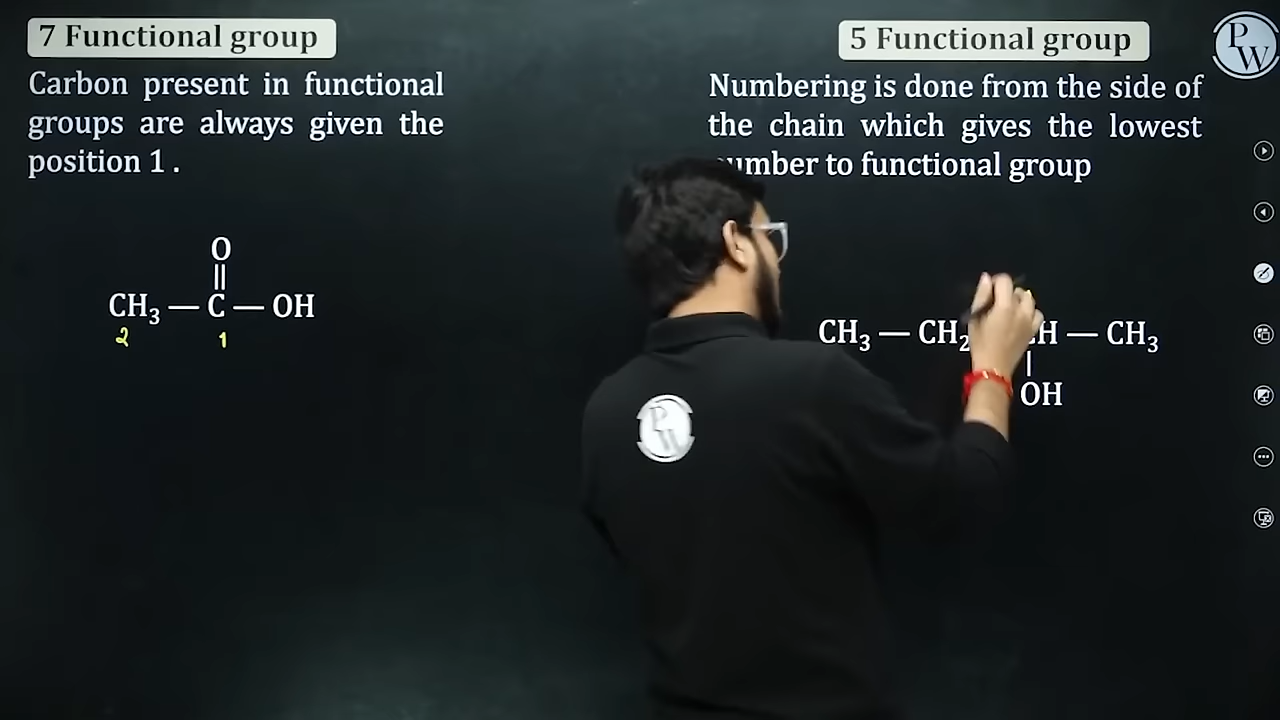 7 Functional group
Carbon present in functional
groups are always given the
position 1 .
O
||
CH₃ — C — OH
2 1
5 Functional group
Numbering is done from the side of
the chain which gives the lowest
to functional group
CH₃ — CH₂ H — CH₃
|
OH
PW
PW